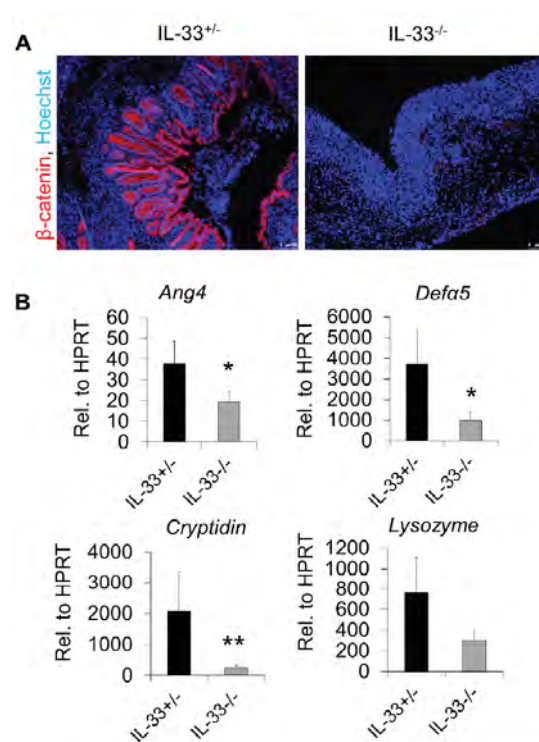 A
IL-33+/-
IL-33-/-
β-catenin, Hoechst
B
Ang4
Rel. to HPRT
40
30
20
10
0
*
IL-33+/-
IL-33-/-
Defα5
Rel. to HPRT
6000
5000
4000
3000
2000
1000
0
*
IL-33+/-
IL-33-/-
Cryptidin
Rel. to HPRT
4000
3000
2000
1000
0
**
IL-33+/-
IL-33-/-
Lysozyme
Rel. to HPRT
1200
1000
800
600
400
200
0
IL-33+/-
IL-33-/-